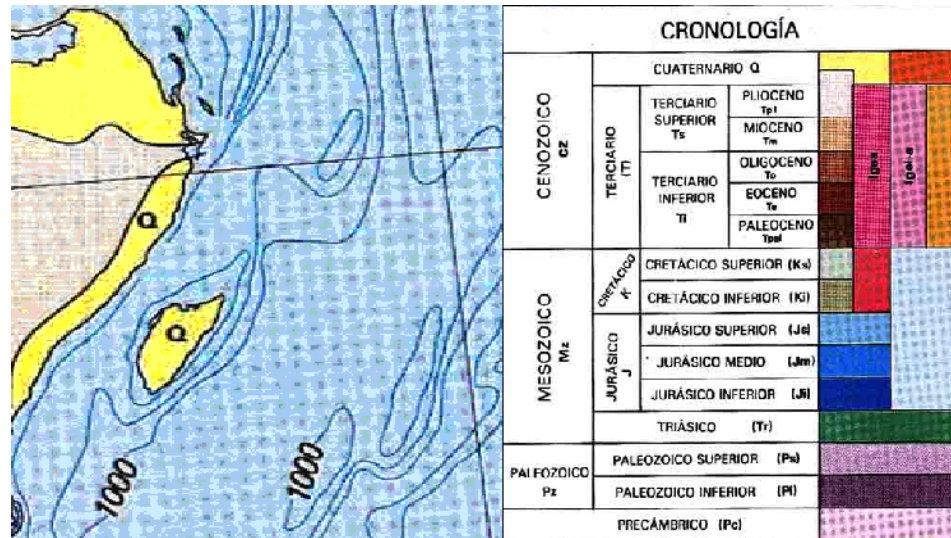 Q
Q
1000
1000
CRONOLOGÍA
CENOZOICO
CZ
TERCIARIO
(T)
CUATERNARIO Q
TERCIARIO
SUPERIOR
Ts
PLIOCENO
Tpl
MIOCENO
Tm
TERCIARIO
INFERIOR
Ti
OLIGOCENO
To
EOCENO
Te
PALEOCENO
Tpal
Igea
Igei-a
MESOZOICO
Mz
CRETÁCICO
K
CRETÁCICO SUPERIOR (Ks)
CRETÁCICO INFERIOR (Ki)
JURÁSICO
J
JURÁSICO SUPERIOR (Js)
JURÁSICO MEDIO (Jm)
JURÁSICO INFERIOR (Ji)
TRIÁSICO (Tr)
PALEOZOICO
Pz
PALEOZOICO SUPERIOR (Ps)
PALEOZOICO INFERIOR (Pi)
PRECÁMBRICO (Pc)